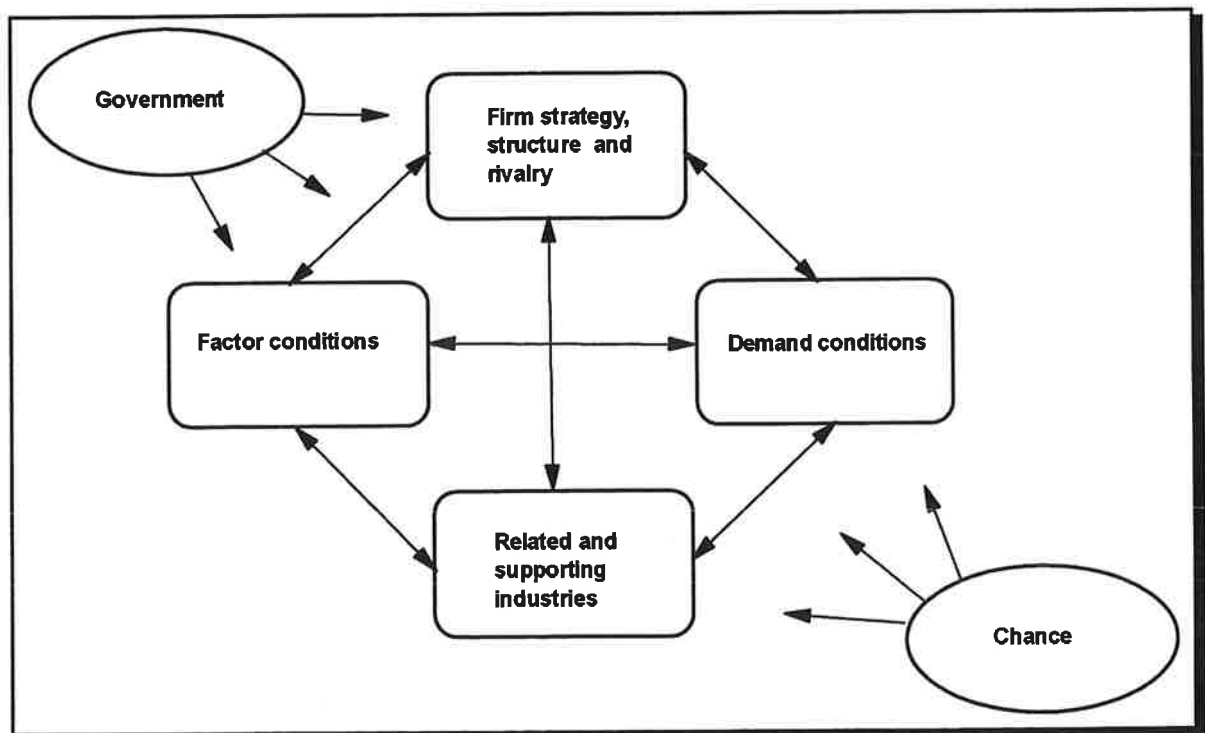 Government
Firm strategy,
structure and
rivalry
Factor conditions
Demand conditions
Related and
supporting
industries
Chance